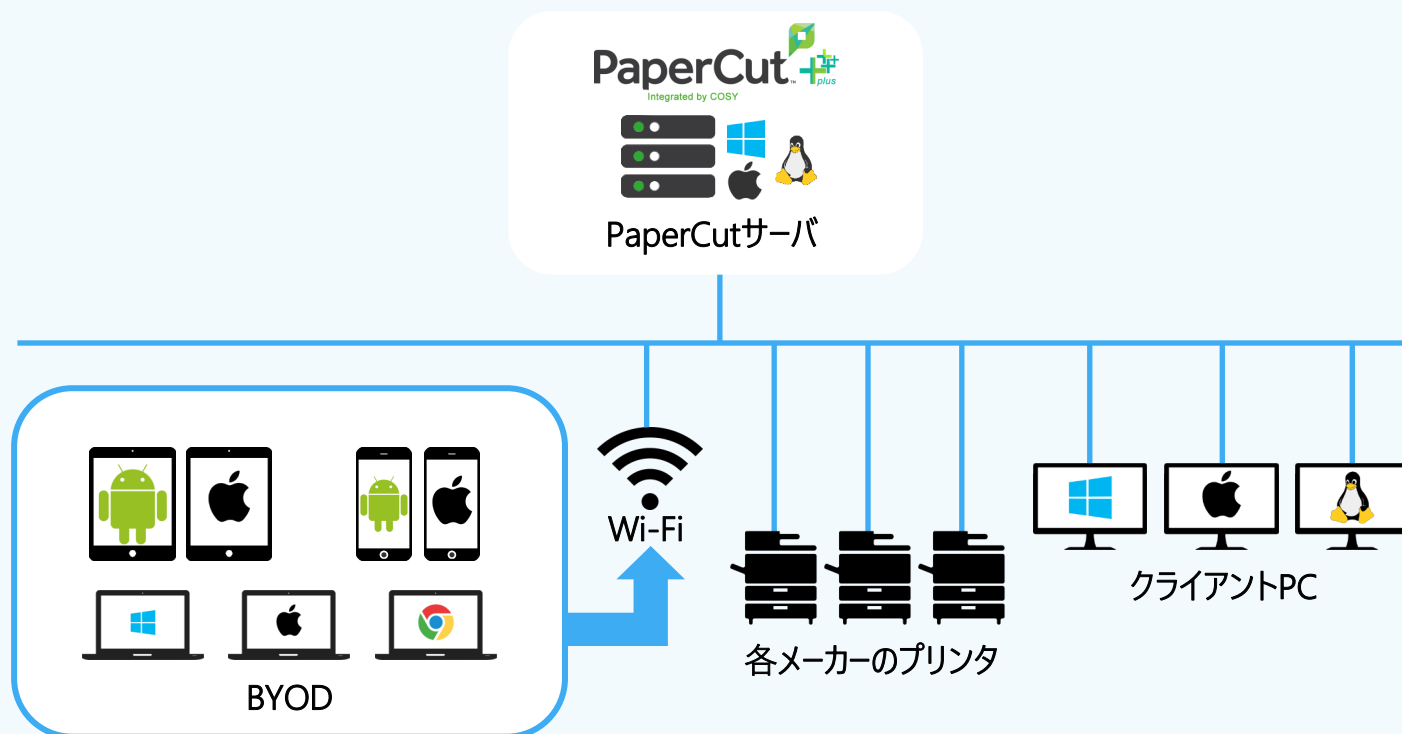 PaperCut™ plus
Integrated by COSY
PaperCutサーバ
Wi-Fi
クライアントPC
各メーカーのプリンタ
BYOD